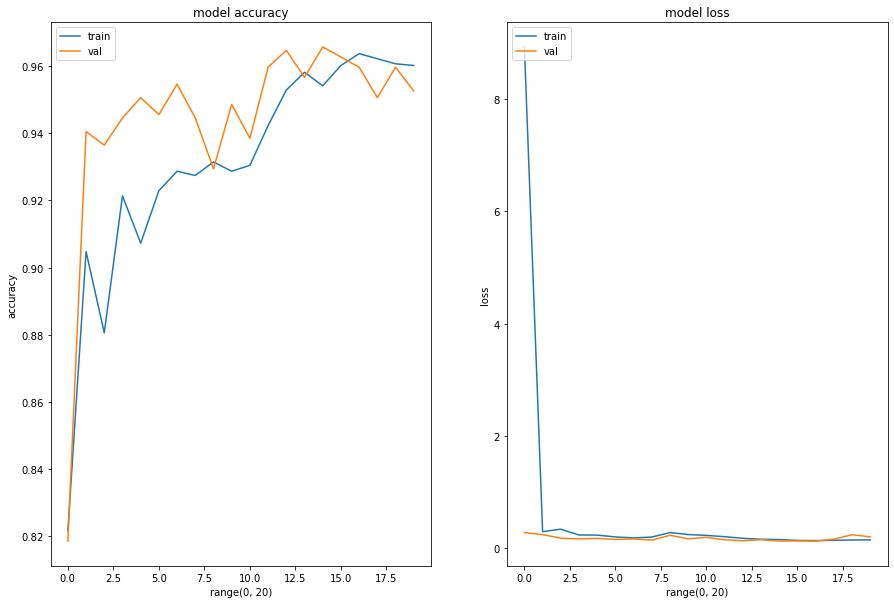 model accuracy
train
val
0.96
0.94
0.92
0.90
0.88
0.86
0.84
0.82
accuracy
0.0 2.5 5.0 7.5 10.0 12.5 15.0 17.5
range(0, 20)
model loss
train
val
8
6
4
2
0
loss
0.0 2.5 5.0 7.5 10.0 12.5 15.0 17.5
range(0, 20)